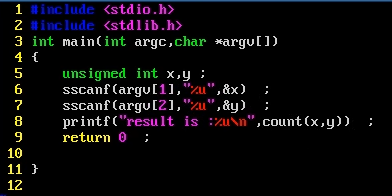 1 #include <stdio.h>
2 #include <stdlib.h>
3 int main(int argc,char *argv[])
4 {
5     unsigned int x,y ;
6     sscanf(argv[1],"%u",&x)  ;
7     sscanf(argv[2],"%u",&y)  ;
8     printf("result is :%u\n",count(x,y))  ;
9     return 0  ;
10
11 }
12